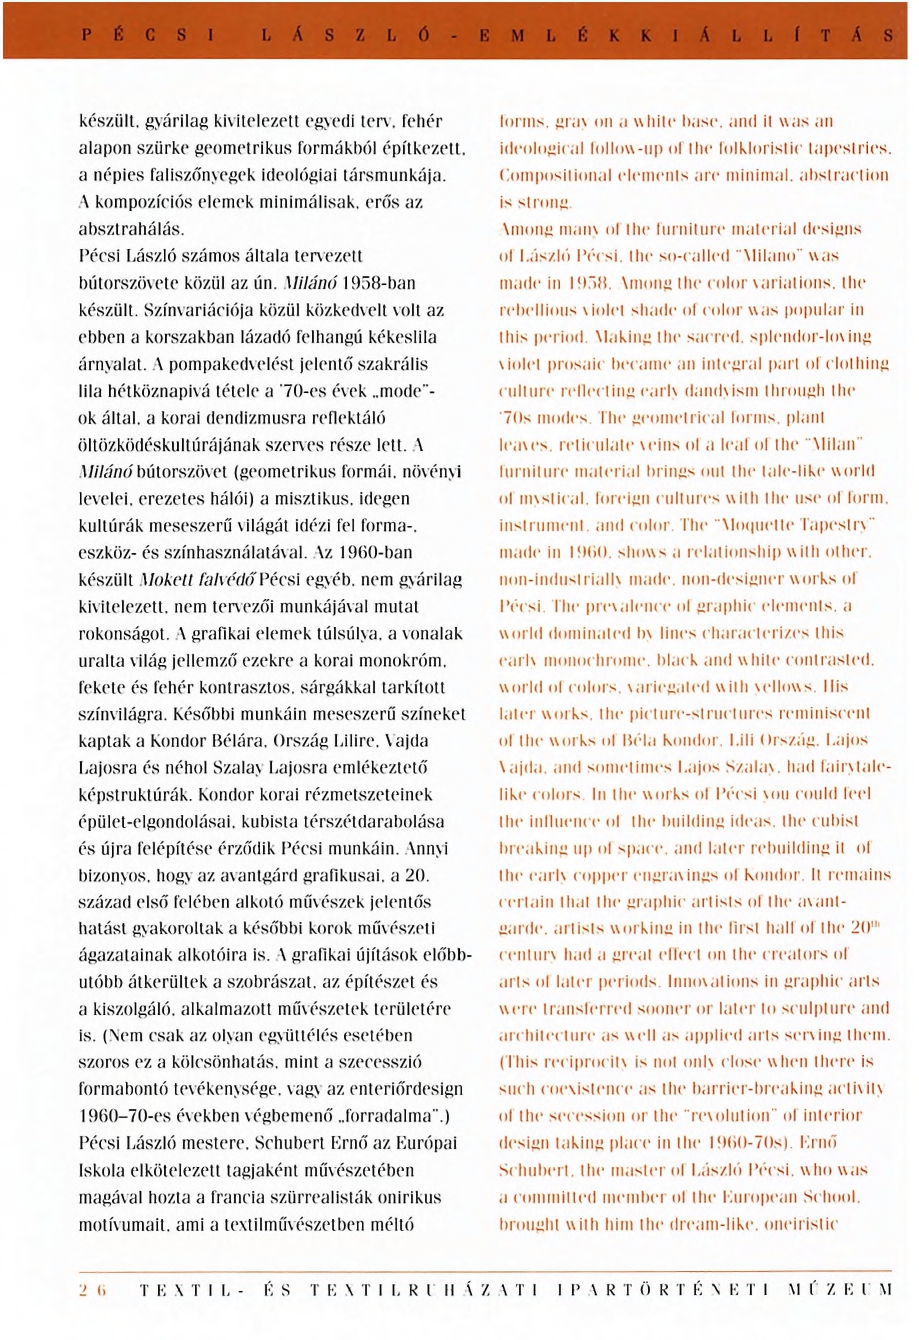 PÉCSI LÁSZLÓ-EMLÉKKIÁLLÍTÁS
készült, gyárilag kivitelezett egyedi terv, fehér
alapon szürke geometrikus formákból építkezett,
a népies faliszőnyegek ideológiai társmunkája.
A kompozíciós elemek minimálisak, erős az
absztrahálás.
Pécsi László számos általa tervezett
bútorszövete közül az ún. Milánó 1958-ban
készült. Színvariációja közül közkedvelt volt az
ebben a korszakban lázadó felhangú kékeslila
árnyalat. A pompakedvelést jelentő szakrális
lila hétköznapivá tétele a '70-es évek „mode"-
ok által, a korai dendizmusra reflektáló
öltözködéskultúrájának szerves része lett. A
Milánó bútorszövet (geometrikus formái, növényi
levelei, erezetes hálói) a misztikus, idegen
kultúrák meseszerű világát idézi fel forma-,
eszköz- és színhasználatával. Az 1960-ban
készült Mokett falvédő Pécsi egyéb, nem gyárilag
kivitelezett, nem tervezői munkájával mutat
rokonságot. A grafikai elemek túlsúlya, a vonalak
uralta világ jellemző ezekre a korai monokróm,
fekete és fehér kontrasztos, sárgákkal tarkított
színvilágra. Későbbi munkáin meseszerű színeket
kaptak a Kondor Bélára, Ország Lilire, Vajda
Lajosra és néhol Szalay Lajosra emlékeztető
képstruktúrák. Kondor korai rézmetszeteinek
épület-elgondolásai, kubista térszétdarabolása
és újra felépítése érződik Pécsi munkáin. Annyi
bizonyos, hogy az avantgárd grafikusai, a 20.
század első felében alkotó művészek jelentős
hatást gyakoroltak a későbbi korok művészeti
ágazatainak alkotóira is. A grafikai újítások előbb-
utóbb átkerültek a szobrászat, az építészet és
a kiszolgáló, alkalmazott művészetek területére
is. (Nem csak az olyan együttélés esetében
szoros ez a kölcsönhatás, mint a szecesszió
formabontó tevékenysége, vagy az enteriőrdesign
1960–70-es években végbemenő „forradalma".)
Pécsi László mestere, Schubert Ernő az Európai
Iskola elkötelezett tagjaként művészetében
magával hozta a francia szürrealisták onirikus
motívumait, ami a textilművészetben méltó
forms, gray on a white base, and it was an
ideological follow-up of the folkloristic tapestries.
Compositional elements are minimal, abstraction
is strong.
Among many of the furniture material designs
of László Pécsi, the so-called "Milano" was
made in 1958. Among the color variations, the
rebellious violet shade of color was popular in
this period. Making the sacred, splendor-loving
violet prosaic became an integral part of clothing
culture reflecting early dandyism through the
'70s modes. The geometrical forms, plant
leaves, reticulate veins of a leaf of the "Milan"
furniture material brings out the tale-like world
of mystical, foreign cultures with the use of form,
instrument, and color. The "Moquette Tapestry"
made in 1960, shows a relationship with other,
non-industrially made, non-designer works of
Pécsi. The prevalence of graphic elements, a
world dominated by lines characterizes this
early monochrome, black and white contrasted,
world of colors, variegated with yellows. His
later works, the picture-structures reminiscent
of the works of Béla Kondor, Lili Ország, Lajos
Vajda, and sometimes Lajos Szalay, had fairytale-
like colors. In the works of Pécsi you could feel
the influence of the building ideas, the cubist
breaking up of space, and later rebuilding it of
the early copper engravings of Kondor. It remains
certain that the graphic artists of the avant-
garde, artists working in the first half of the 20th
century had a great effect on the creators of
arts of later periods. Innovations in graphic arts
were transferred sooner or later to sculpture and
architecture as well as applied arts serving them.
(This reciprocity is not only close when there is
such coexistence as the barrier-breaking activity
of the secession or the "revolution" of interior
design taking place in the 1960-70s). Ernő
Schubert, the master of László Pécsi, who was
a committed member of the European School,
brought with him the dream-like, oneiristic
26 TEXTIL- ÉS TEXTILRUHÁZATI IPARTÖRTÉNETI MÚZEUM